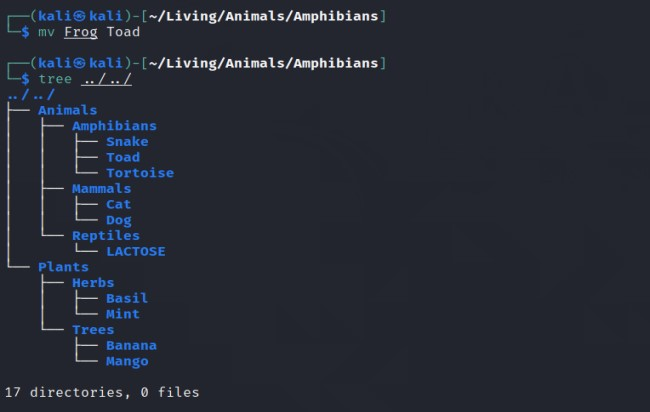 ┌──(kali㉿kali)-[~/Living/Animals/Amphibians]
└─$ mv Frog Toad
┌──(kali㉿kali)-[~/Living/Animals/Amphibians]
└─$ tree ../../
../../
├── Animals
│   ├── Amphibians
│   │   ├── Snake
│   │   ├── Toad
│   │   └── Tortoise
│   ├── Mammals
│   │   ├── Cat
│   │   └── Dog
│   └── Reptiles
│       └── LACTOSE
└── Plants
    ├── Herbs
    │   ├── Basil
    │   └── Mint
    └── Trees
        ├── Banana
        └── Mango
17 directories, 0 files